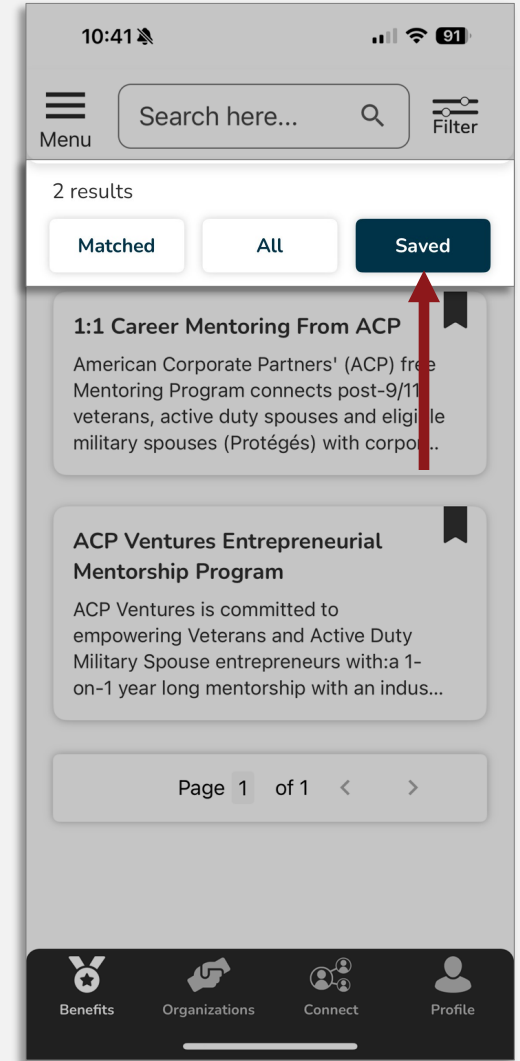 10:41
91
Search here...
Menu
Filter
2 results
Matched All Saved
1:1 Career Mentoring From ACP
American Corporate Partners' (ACP) free
Mentoring Program connects post-9/11
veterans, active duty spouses and eligible
military spouses (Protégés) with corpor...
ACP Ventures Entrepreneurial
Mentorship Program
ACP Ventures is committed to
empowering Veterans and Active Duty
Military Spouse entrepreneurs with:a 1-
on-1 year long mentorship with an indus...
Page 1 of 1 < >
Benefits Organizations Connect Profile